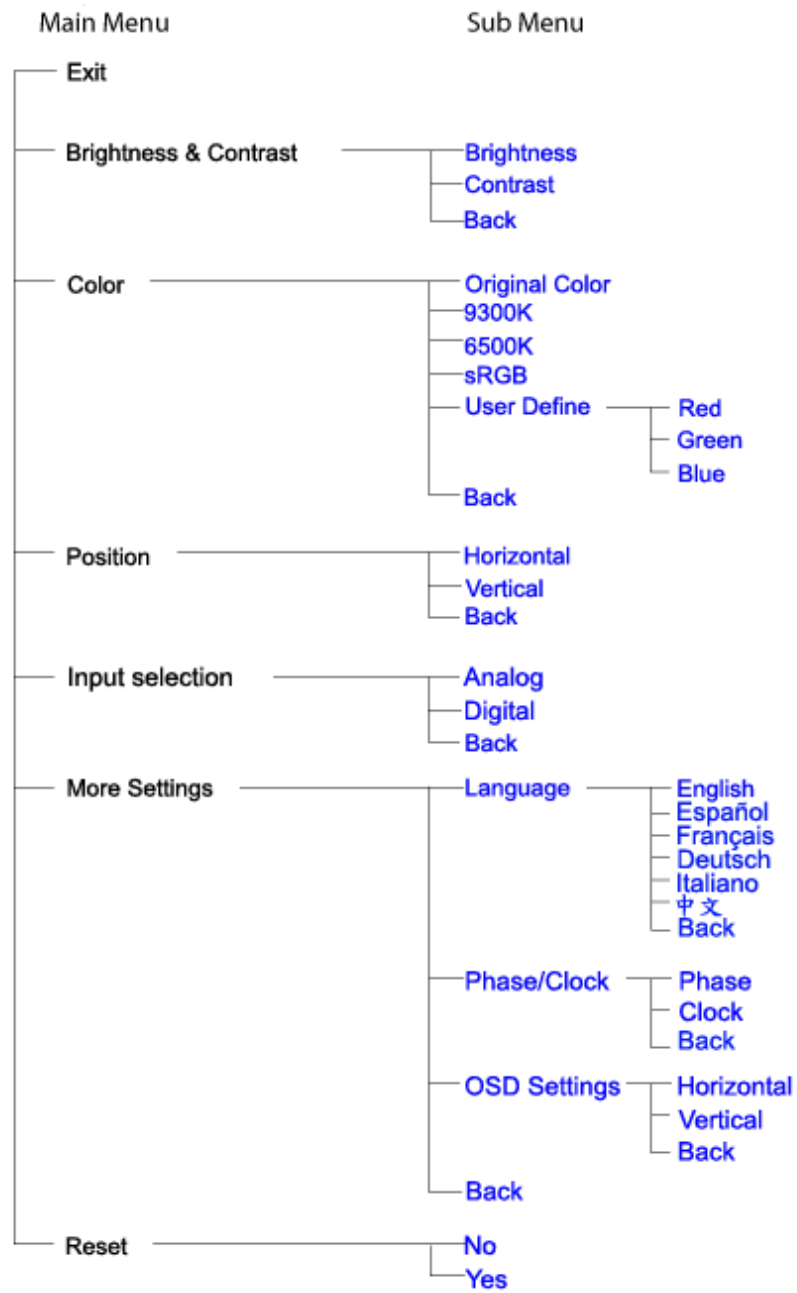 Main Menu Sub Menu
Exit
Brightness & Contrast Brightness
Contrast
Back
Color Original Color
9300K
6500K
sRGB
User Define Red
Green
Blue
Back
Position Horizontal
Vertical
Back
Input selection Analog
Digital
Back
More Settings Language English
Español
Français
Deutsch
Italiano
中文
Back
Phase/Clock Phase
Clock
Back
OSD Settings Horizontal
Vertical
Back
Back
Reset No
Yes